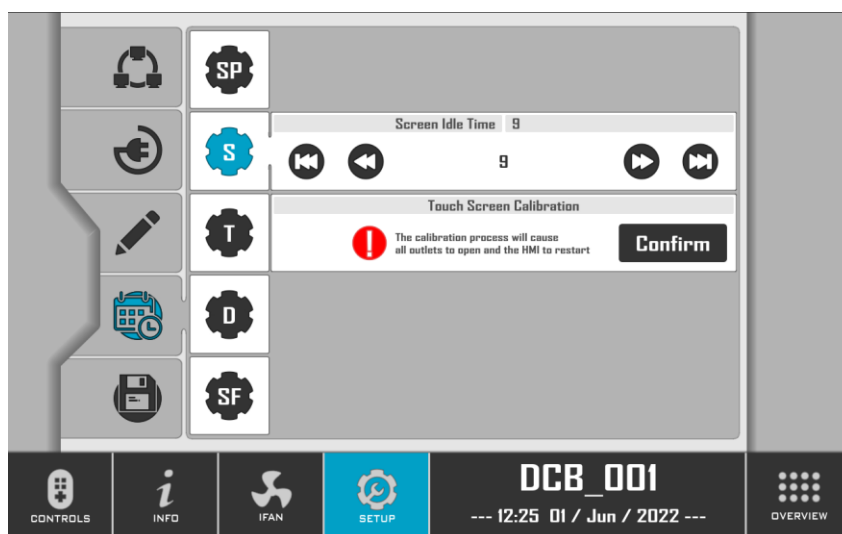 SP
S
Screen Idle Time 9
9
T
Touch Screen Calibration
The calibration process will cause
all outlets to open and the HMI to restart
Confirm
D
SF
CONTROLS
INFO
IFAN
SETUP
DCB_001
--- 12:25 01 / Jun / 2022 ---
OVERVIEW